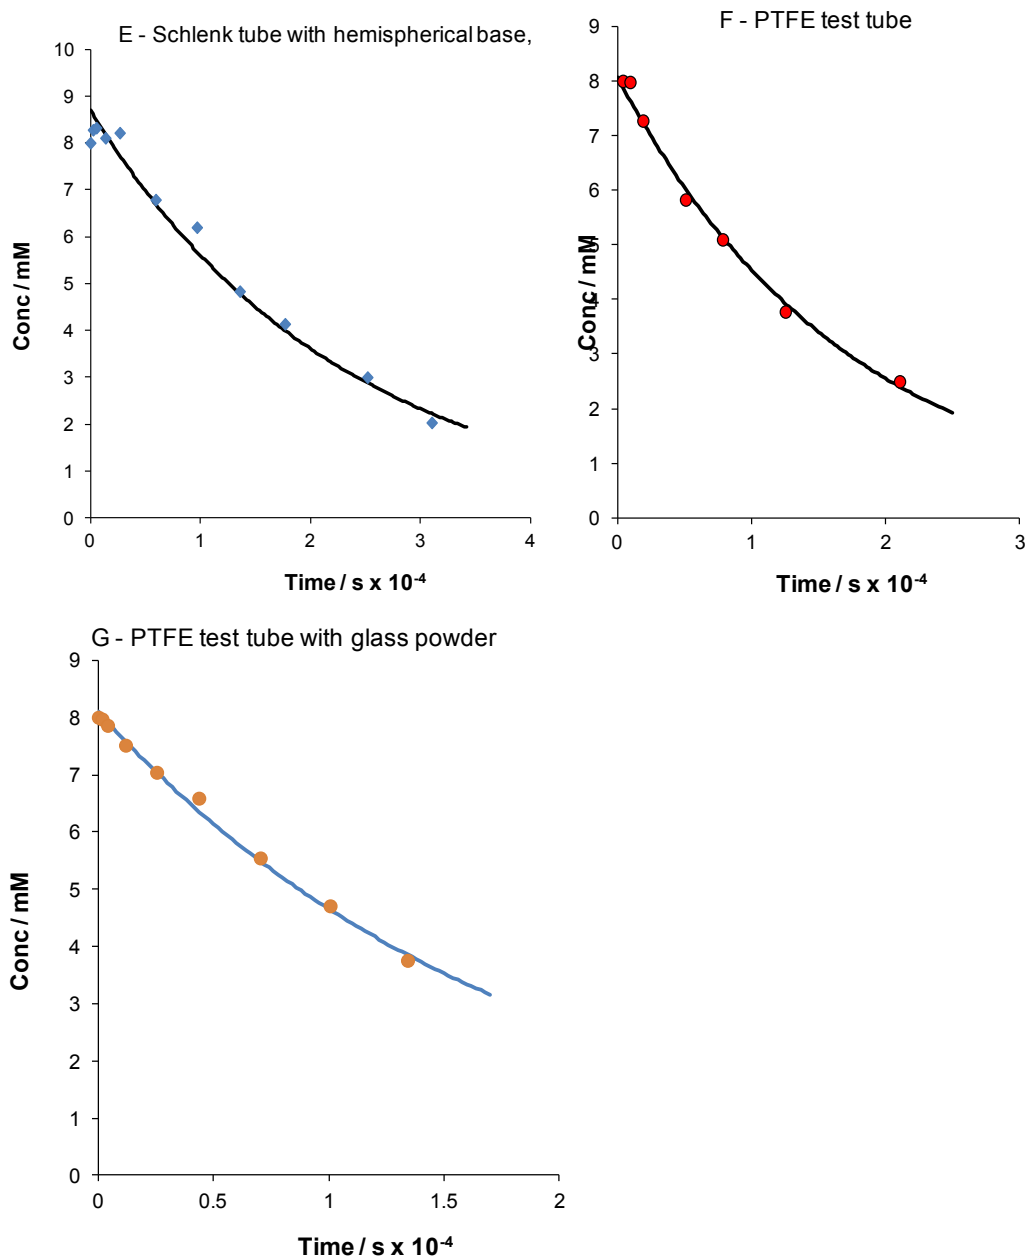 E - Schlenk tube with hemispherical base,
10
9
8
7
6
5
4
3
2
1
0
Conc / mM
0 1 2 3 4
Time / s x 10-4
F - PTFE test tube
9
8
7
6
5
4
3
2
1
0
Conc / mM
0 1 2 3
Time / s x 10-4
G - PTFE test tube with glass powder
9
8
7
6
5
4
3
2
1
0
Conc / mM
0 0.5 1 1.5 2
Time / s x 10-4